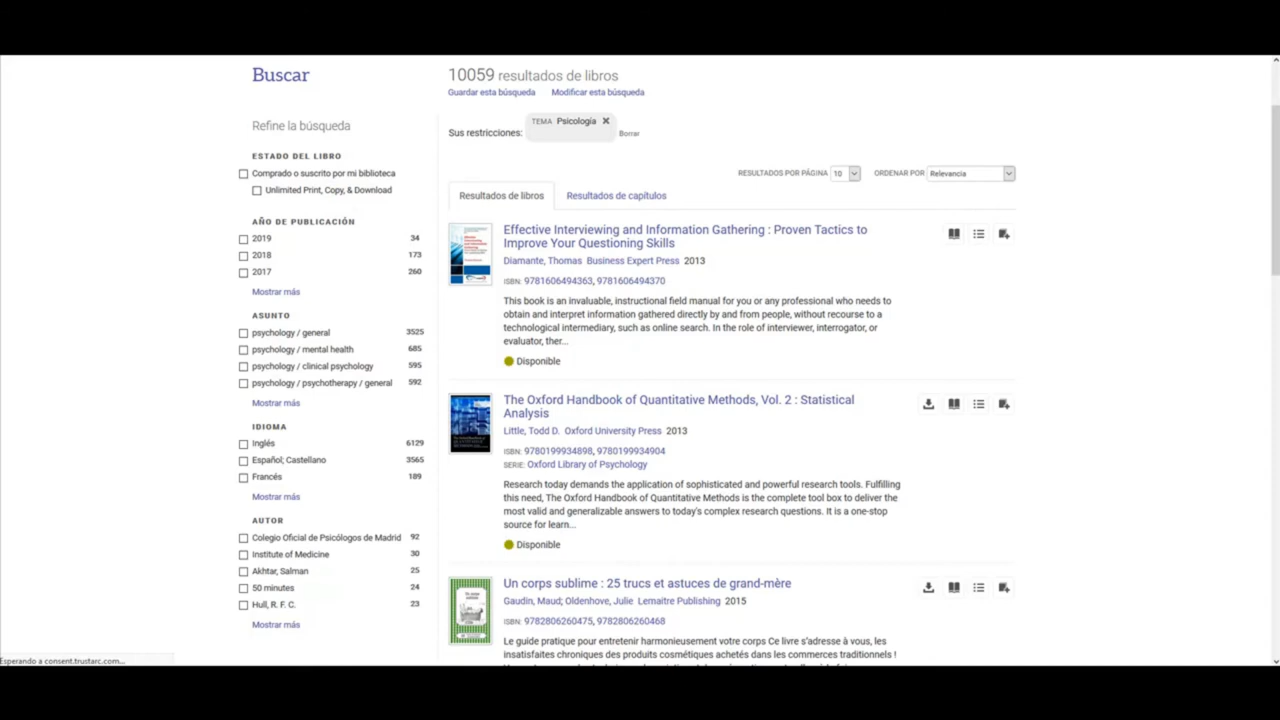 Buscar
10059 resultados de libros
Guardar esta búsqueda Modificar esta búsqueda
Refine la búsqueda
Sus restricciones: TEMA Psicología ✕ Borrar
ESTADO DEL LIBRO
Comprado o suscrito por mi biblioteca
Unlimited Print, Copy, & Download
AÑO DE PUBLICACIÓN
2019 34
2018 173
2017 260
Mostrar más
ASUNTO
psychology / general 3525
psychology / mental health 685
psychology / clinical psychology 595
psychology / psychotherapy / general 592
Mostrar más
IDIOMA
Inglés 6129
Español; Castellano 3565
Francés 189
Mostrar más
AUTOR
Colegio Oficial de Psicólogos de Madrid 92
Institute of Medicine 30
Akhtar, Salman 25
50 minutes 24
Hull, R. F. C. 23
Mostrar más
RESULTADOS POR PÁGINA 10 ORDENAR POR Relevancia
Resultados de libros Resultados de capítulos
Effective Interviewing and Information Gathering : Proven Tactics to
Improve Your Questioning Skills
Diamante, Thomas Business Expert Press 2013
ISBN: 9781606494363, 9781606494370
This book is an invaluable, instructional field manual for you or any professional who needs to
obtain and interpret information gathered directly by and from people, without recourse to a
technological intermediary, such as online search. In the role of interviewer, interrogator, or
evaluator, ther...
Disponible
The Oxford Handbook of Quantitative Methods, Vol. 2 : Statistical
Analysis
Little, Todd D. Oxford University Press 2013
ISBN: 9780199934898, 9780199934904
SERIE: Oxford Library of Psychology
Research today demands the application of sophisticated and powerful research tools. Fulfilling
this need, The Oxford Handbook of Quantitative Methods is the complete tool box to deliver the
most valid and generalizable answers to today's complex research questions. It is a one-stop
source for learn...
Disponible
Un corps sublime : 25 trucs et astuces de grand-mère
Gaudin, Maud; Oldenhove, Julie Lemaitre Publishing 2015
ISBN: 9782806260475, 9782806260468
Le guide pratique pour entretenir harmonieusement votre corps Ce livre s'adresse à vous, les
insatisfaites chroniques des produits cosmétiques achetés dans les commerces traditionnels !
Esperando a consent.trustarc.com...